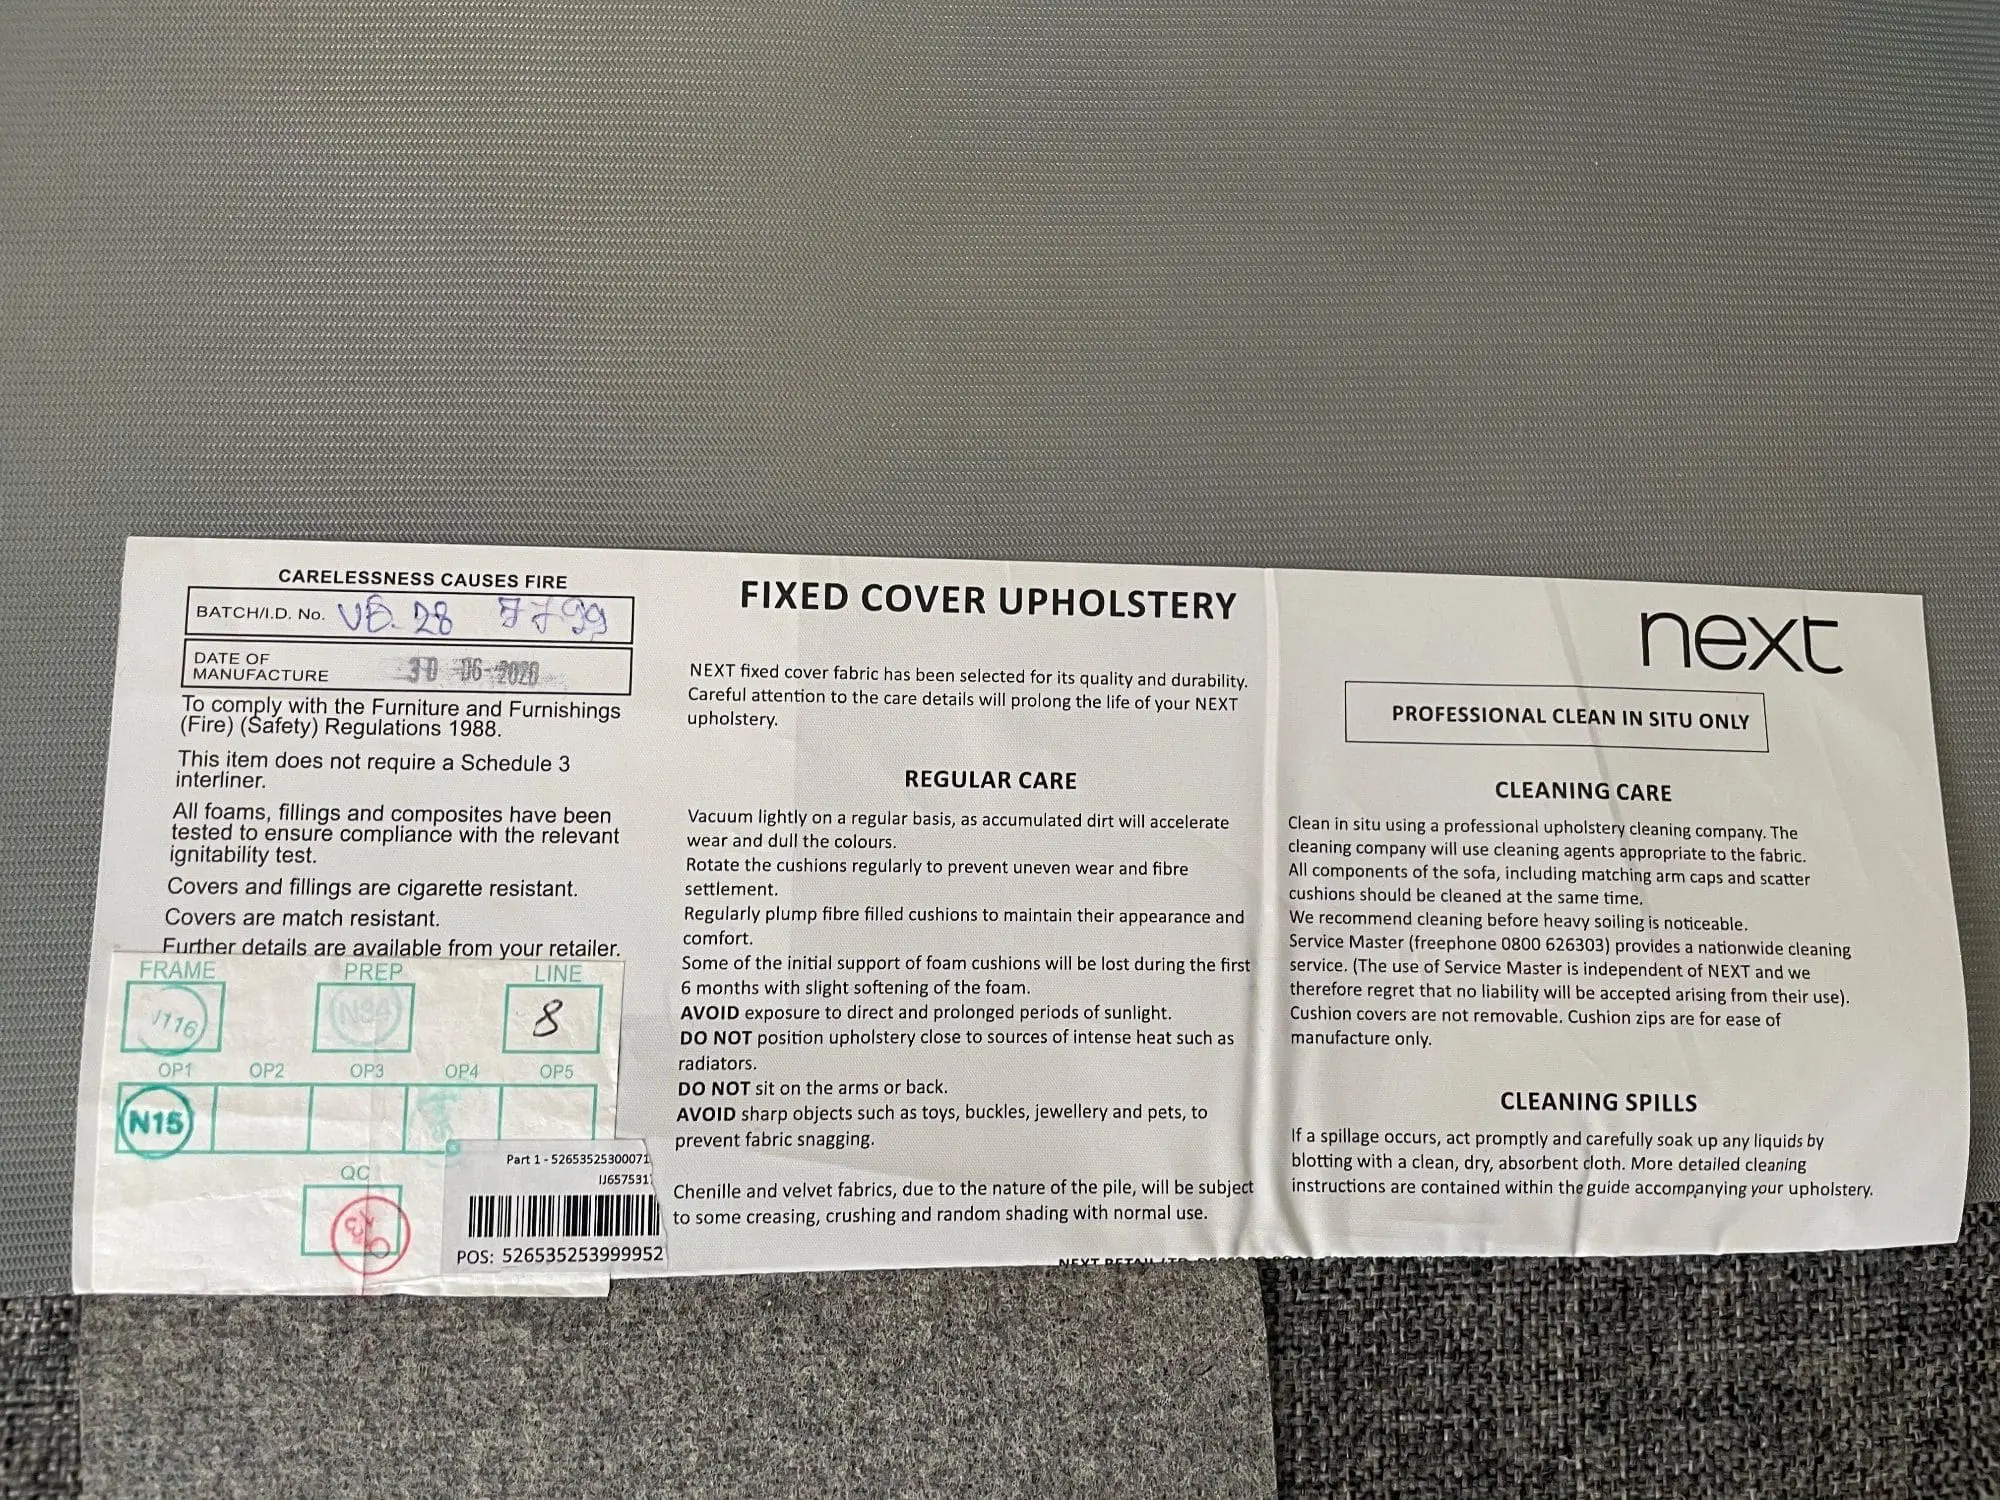 CARELESSNESS CAUSES FIRE
BATCH/I.D. No. VB. 28 7799
DATE OF
MANUFACTURE 30 -06-2020
To comply with the Furniture and Furnishings
(Fire) (Safety) Regulations 1988.
This item does not require a Schedule 3
interliner.
All foams, fillings and composites have been
tested to ensure compliance with the relevant
ignitability test.
Covers and fillings are cigarette resistant.
Covers are match resistant.
Further details are available from your retailer.
FRAME PREP LINE
J116 N34 8
OP1 OP2 OP3 OP4 OP5
N15
QC
Part 1 - 52653525300071
IJ657531
POS: 526535253999952
FIXED COVER UPHOLSTERY
NEXT fixed cover fabric has been selected for its quality and durability.
Careful attention to the care details will prolong the life of your NEXT
upholstery.
REGULAR CARE
Vacuum lightly on a regular basis, as accumulated dirt will accelerate
wear and dull the colours.
Rotate the cushions regularly to prevent uneven wear and fibre
settlement.
Regularly plump fibre filled cushions to maintain their appearance and
comfort.
Some of the initial support of foam cushions will be lost during the first
6 months with slight softening of the foam.
AVOID exposure to direct and prolonged periods of sunlight.
DO NOT position upholstery close to sources of intense heat such as
radiators.
DO NOT sit on the arms or back.
AVOID sharp objects such as toys, buckles, jewellery and pets, to
prevent fabric snagging.
Chenille and velvet fabrics, due to the nature of the pile, will be subject
to some creasing, crushing and random shading with normal use.
NEXT RETAIL LTD
next
PROFESSIONAL CLEAN IN SITU ONLY
CLEANING CARE
Clean in situ using a professional upholstery cleaning company. The
cleaning company will use cleaning agents appropriate to the fabric.
All components of the sofa, including matching arm caps and scatter
cushions should be cleaned at the same time.
We recommend cleaning before heavy soiling is noticeable.
Service Master (freephone 0800 626303) provides a nationwide cleaning
service. (The use of Service Master is independent of NEXT and we
therefore regret that no liability will be accepted arising from their use).
Cushion covers are not removable. Cushion zips are for ease of
manufacture only.
CLEANING SPILLS
If a spillage occurs, act promptly and carefully soak up any liquids by
blotting with a clean, dry, absorbent cloth. More detailed cleaning
instructions are contained within the guide accompanying your upholstery.